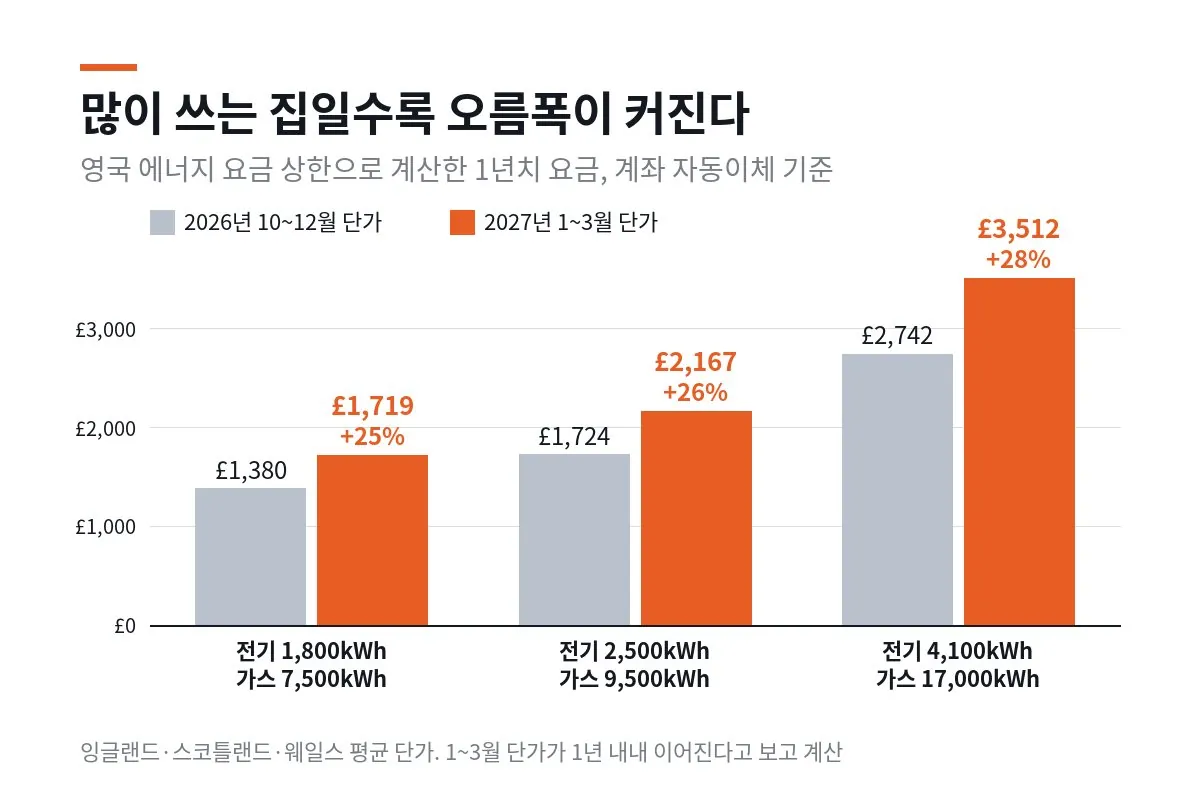 많이 쓰는 집일수록 오름폭이 커진다
영국 에너지 요금 상한으로 계산한 1년치 요금, 계좌 자동이체 기준
2026년 10~12월 단가
2027년 1~3월 단가
£3,512
+28%
£3,000
£2,742
£2,167
+26%
£1,719
+25%
£2,000
£1,724
£1,380
£1,000
£0
전기 1,800kWh
가스 7,500kWh
전기 2,500kWh
가스 9,500kWh
전기 4,100kWh
가스 17,000kWh
잉글랜드·스코틀랜드·웨일스 평균 단가. 1~3월 단가가 1년 내내 이어진다고 보고 계산